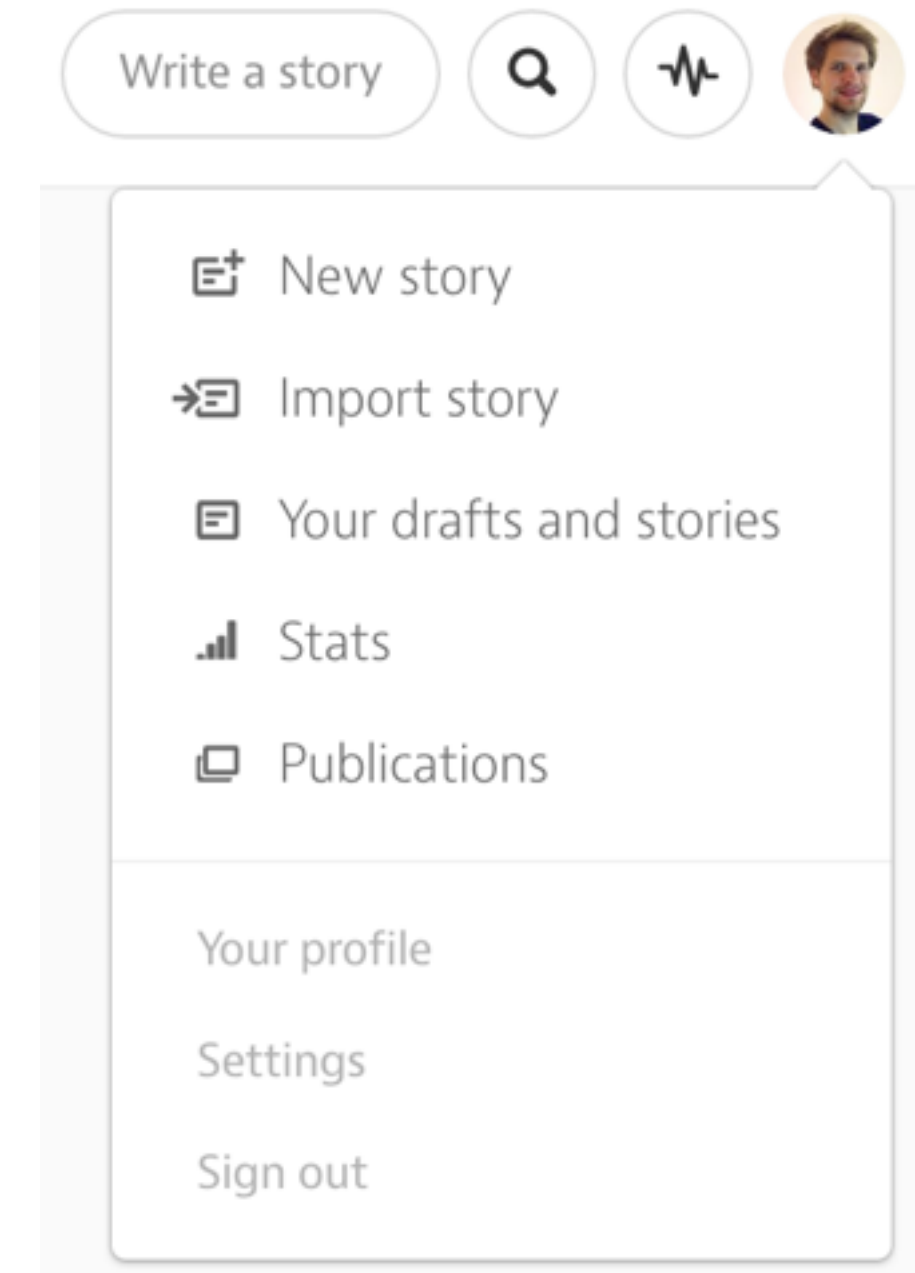 Write a story
New story
Import story
Your drafts and stories
Stats
Publications
Your profile
Settings
Sign out